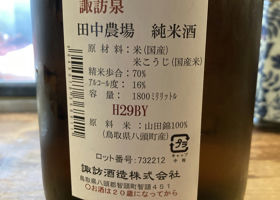 諏訪泉
田中農場　純米酒
原材料：米(国産)
米こうじ(国産米)
精米歩合：70%
アルコール度：16%
容量：1800ミリリットル
H29BY
原料米：山田錦100%
(鳥取県八頭町産)
ロット番号：732212
諏訪酒造株式会社
鳥取県八頭郡智頭町智頭451
○お酒は20歳になってから